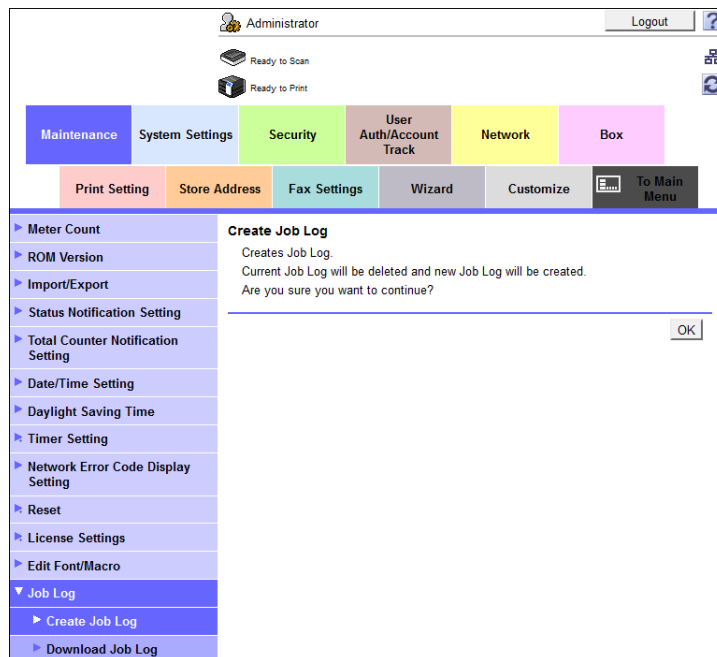 Administrator
Logout
?
Ready to Scan
Ready to Print
Maintenance
System Settings
Security
User
Auth/Account
Track
Network
Box
Print Setting
Store Address
Fax Settings
Wizard
Customize
To Main
Menu
Meter Count
ROM Version
Import/Export
Status Notification Setting
Total Counter Notification
Setting
Date/Time Setting
Daylight Saving Time
Timer Setting
Network Error Code Display
Setting
Reset
License Settings
Edit Font/Macro
Job Log
Create Job Log
Download Job Log
Create Job Log
Creates Job Log.
Current Job Log will be deleted and new Job Log will be created.
Are you sure you want to continue?
OK